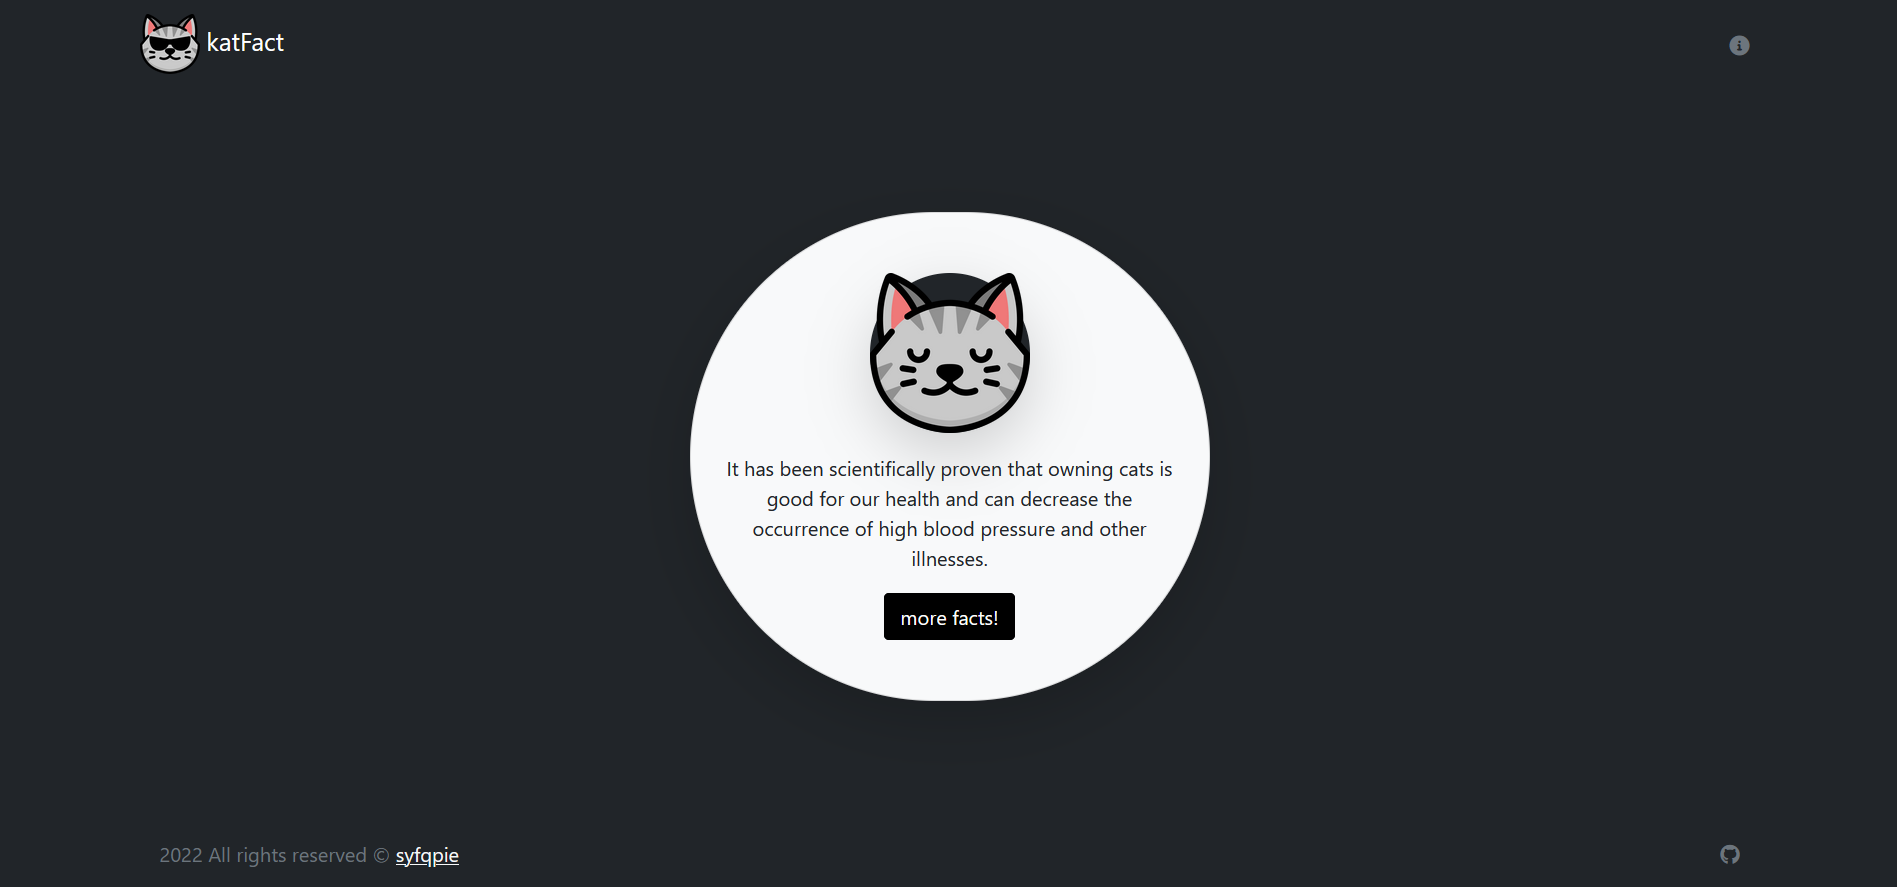 katFact
It has been scientifically proven that owning cats is
good for our health and can decrease the
occurrence of high blood pressure and other
illnesses.
more facts!
2022 All rights reserved © syfqpie